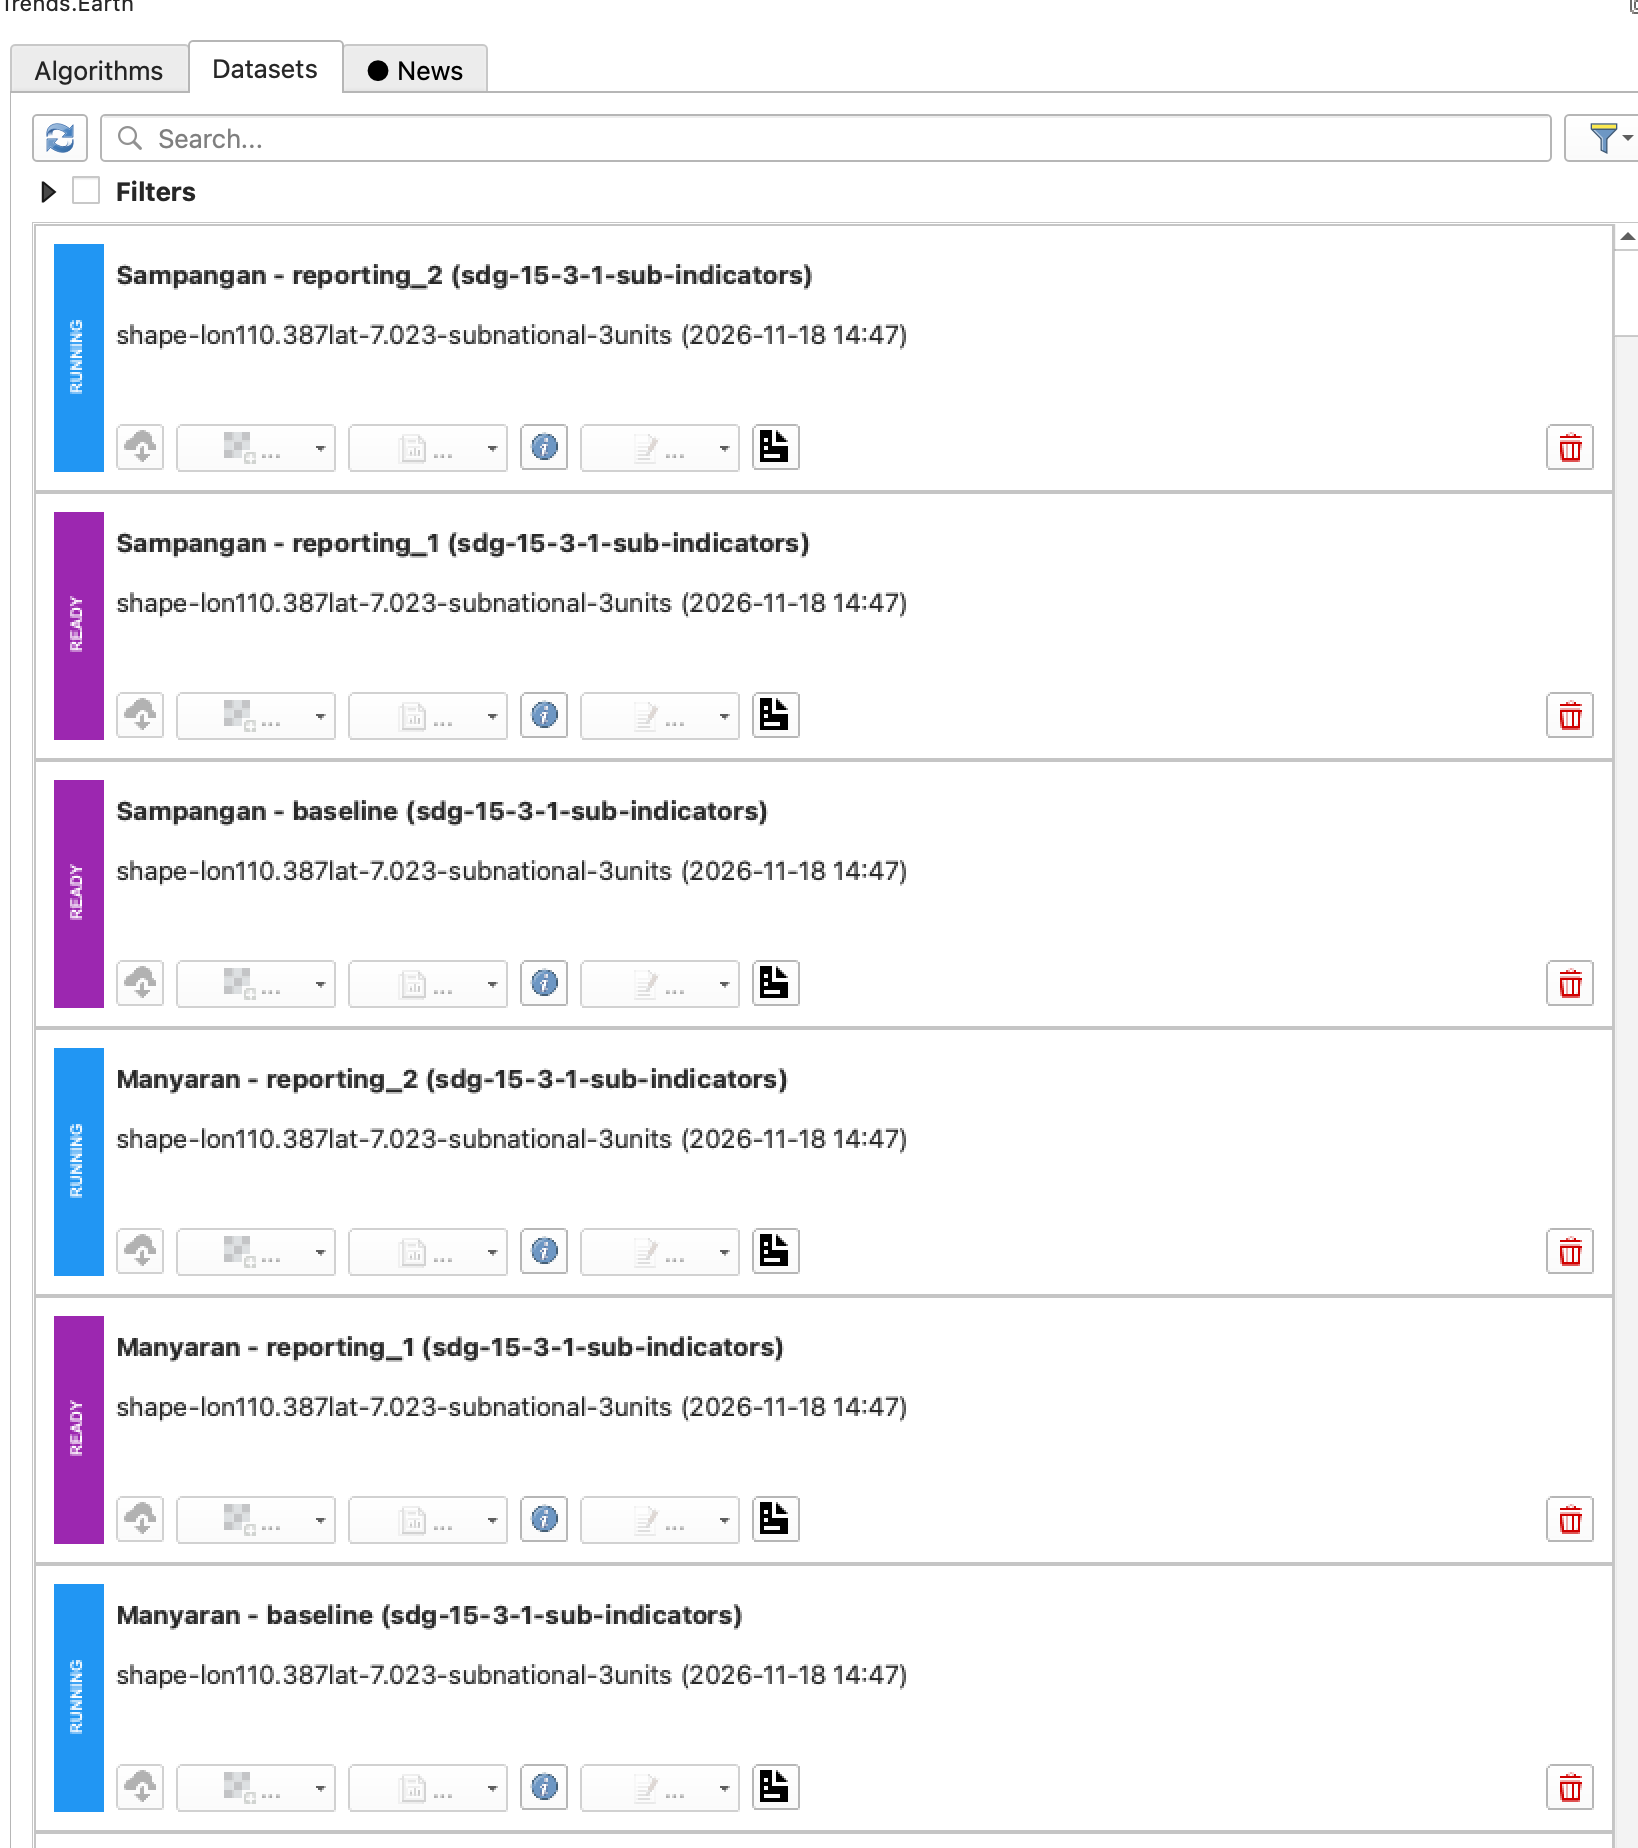 Trends.Earth
Algorithms
Datasets
News
Search...
Filters
RUNNING
Sampangan - reporting_2 (sdg-15-3-1-sub-indicators)
shape-lon110.387lat-7.023-subnational-3units (2026-11-18 14:47)
...
...
...
READY
Sampangan - reporting_1 (sdg-15-3-1-sub-indicators)
shape-lon110.387lat-7.023-subnational-3units (2026-11-18 14:47)
...
...
...
READY
Sampangan - baseline (sdg-15-3-1-sub-indicators)
shape-lon110.387lat-7.023-subnational-3units (2026-11-18 14:47)
...
...
...
RUNNING
Manyaran - reporting_2 (sdg-15-3-1-sub-indicators)
shape-lon110.387lat-7.023-subnational-3units (2026-11-18 14:47)
...
...
...
READY
Manyaran - reporting_1 (sdg-15-3-1-sub-indicators)
shape-lon110.387lat-7.023-subnational-3units (2026-11-18 14:47)
...
...
...
RUNNING
Manyaran - baseline (sdg-15-3-1-sub-indicators)
shape-lon110.387lat-7.023-subnational-3units (2026-11-18 14:47)
...
...
...